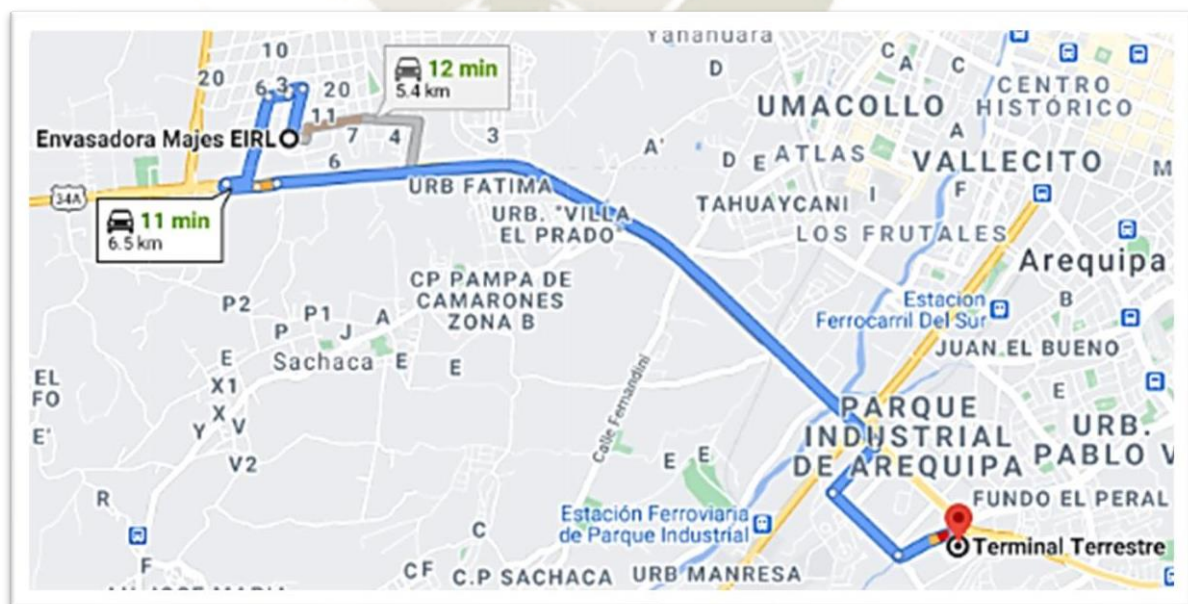 Yanahuara
10
C
C
A
20
12 min
5.4 km
D
CENTRO
HISTÓRICO
6
3
20
UMACOLLO
11
7
4
3
A
Envasadora Majes EIRL
A'
D
E
ATLAS
VALLECITO
M
6
URB FATIMA
I
F
34A
TAHUAYCANI
11 min
6.5 km
URB. "VILLA
EL PRADO"
LOS FRUTALES
Arequipa
CP PAMPA DE
CAMARONES
ZONA B
P2
P1
P
J
A
Estacion
Ferrocarril Del Sur
B
Sachaca
E
E
E
JUAN EL BUENO
EL
FO
X1
X
V
Y
E'
V2
Calle Fernandini
E
PARQUE
INDUSTRIAL
DE AREQUIPA
URB.
PABLO V
E
E
R
FUNDO EL PERAL
Estación Ferroviaria
de Parque Industrial
C
Terminal Terrestre
F
CF
C.P SACHACA
URB MANRESA